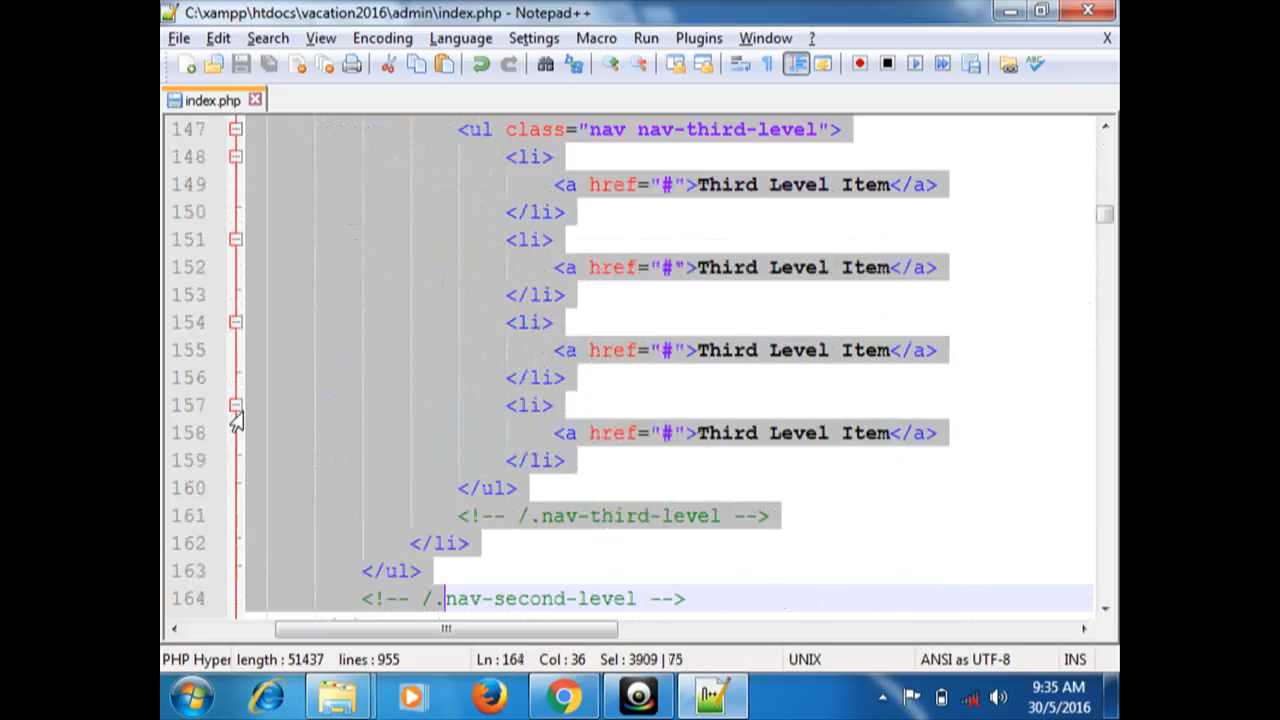 C:\xampp\htdocs\vacation2016\admin\index.php - Notepad++
File Edit Search View Encoding Language Settings Macro Run Plugins Window ? X
index.php
147 <ul class="nav nav-third-level">
148 <li>
149 <a href="#">Third Level Item</a>
150 </li>
151 <li>
152 <a href="#">Third Level Item</a>
153 </li>
154 <li>
155 <a href="#">Third Level Item</a>
156 </li>
157 <li>
158 <a href="#">Third Level Item</a>
159 </li>
160 </ul>
161 <!-- /.nav-third-level -->
162 </li>
163 </ul>
164 <!-- /.nav-second-level -->
PHP Hyper length : 51437 lines : 955 Ln : 164 Col : 36 Sel : 3909 | 75 UNIX ANSI as UTF-8 INS
9:35 AM
30/5/2016